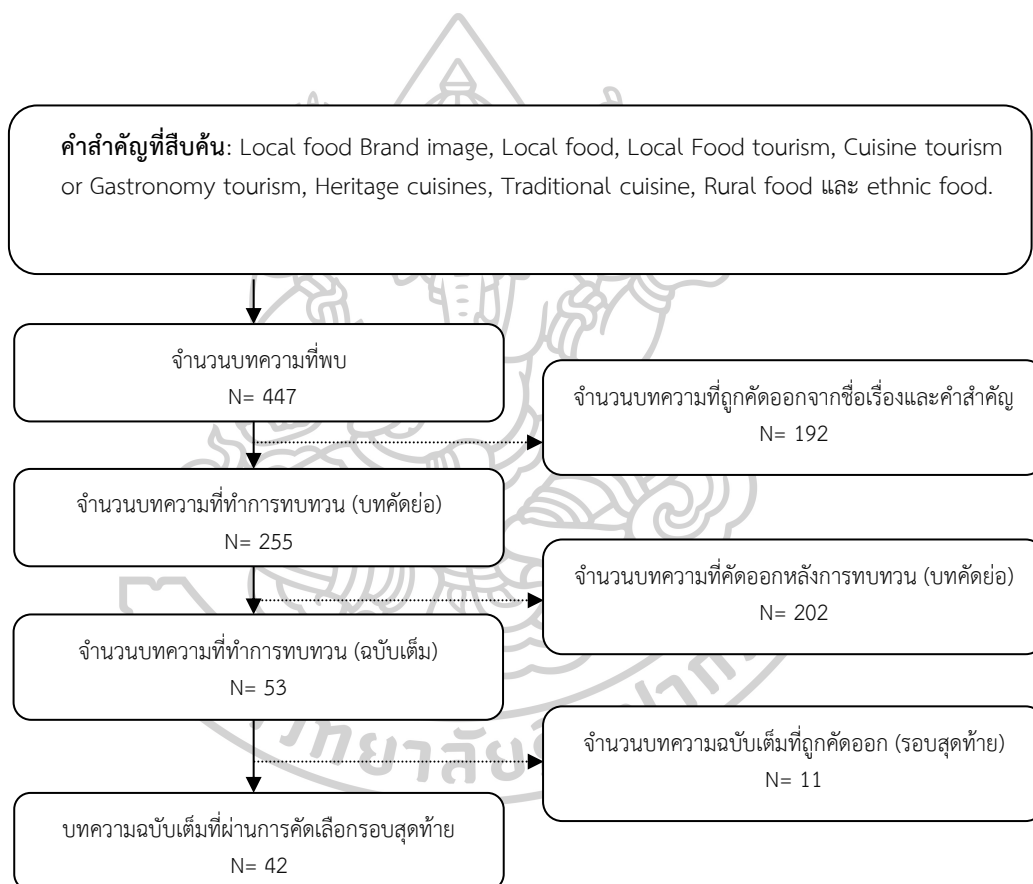 คำสำคัญที่สืบค้น: Local food Brand image, Local food, Local Food tourism, Cuisine tourism
or Gastronomy tourism, Heritage cuisines, Traditional cuisine, Rural food และ ethnic food.
จำนวนบทความที่พบ
N= 447
จำนวนบทความที่ถูกคัดออกจากชื่อเรื่องและคำสำคัญ
N= 192
จำนวนบทความที่ทำการทบทวน (บทคัดย่อ)
N= 255
จำนวนบทความที่คัดออกหลังการทบทวน (บทคัดย่อ)
N= 202
จำนวนบทความที่ทำการทบทวน (ฉบับเต็ม)
N= 53
จำนวนบทความฉบับเต็มที่ถูกคัดออก (รอบสุดท้าย)
N= 11
บทความฉบับเต็มที่ผ่านการคัดเลือกรอบสุดท้าย
N= 42